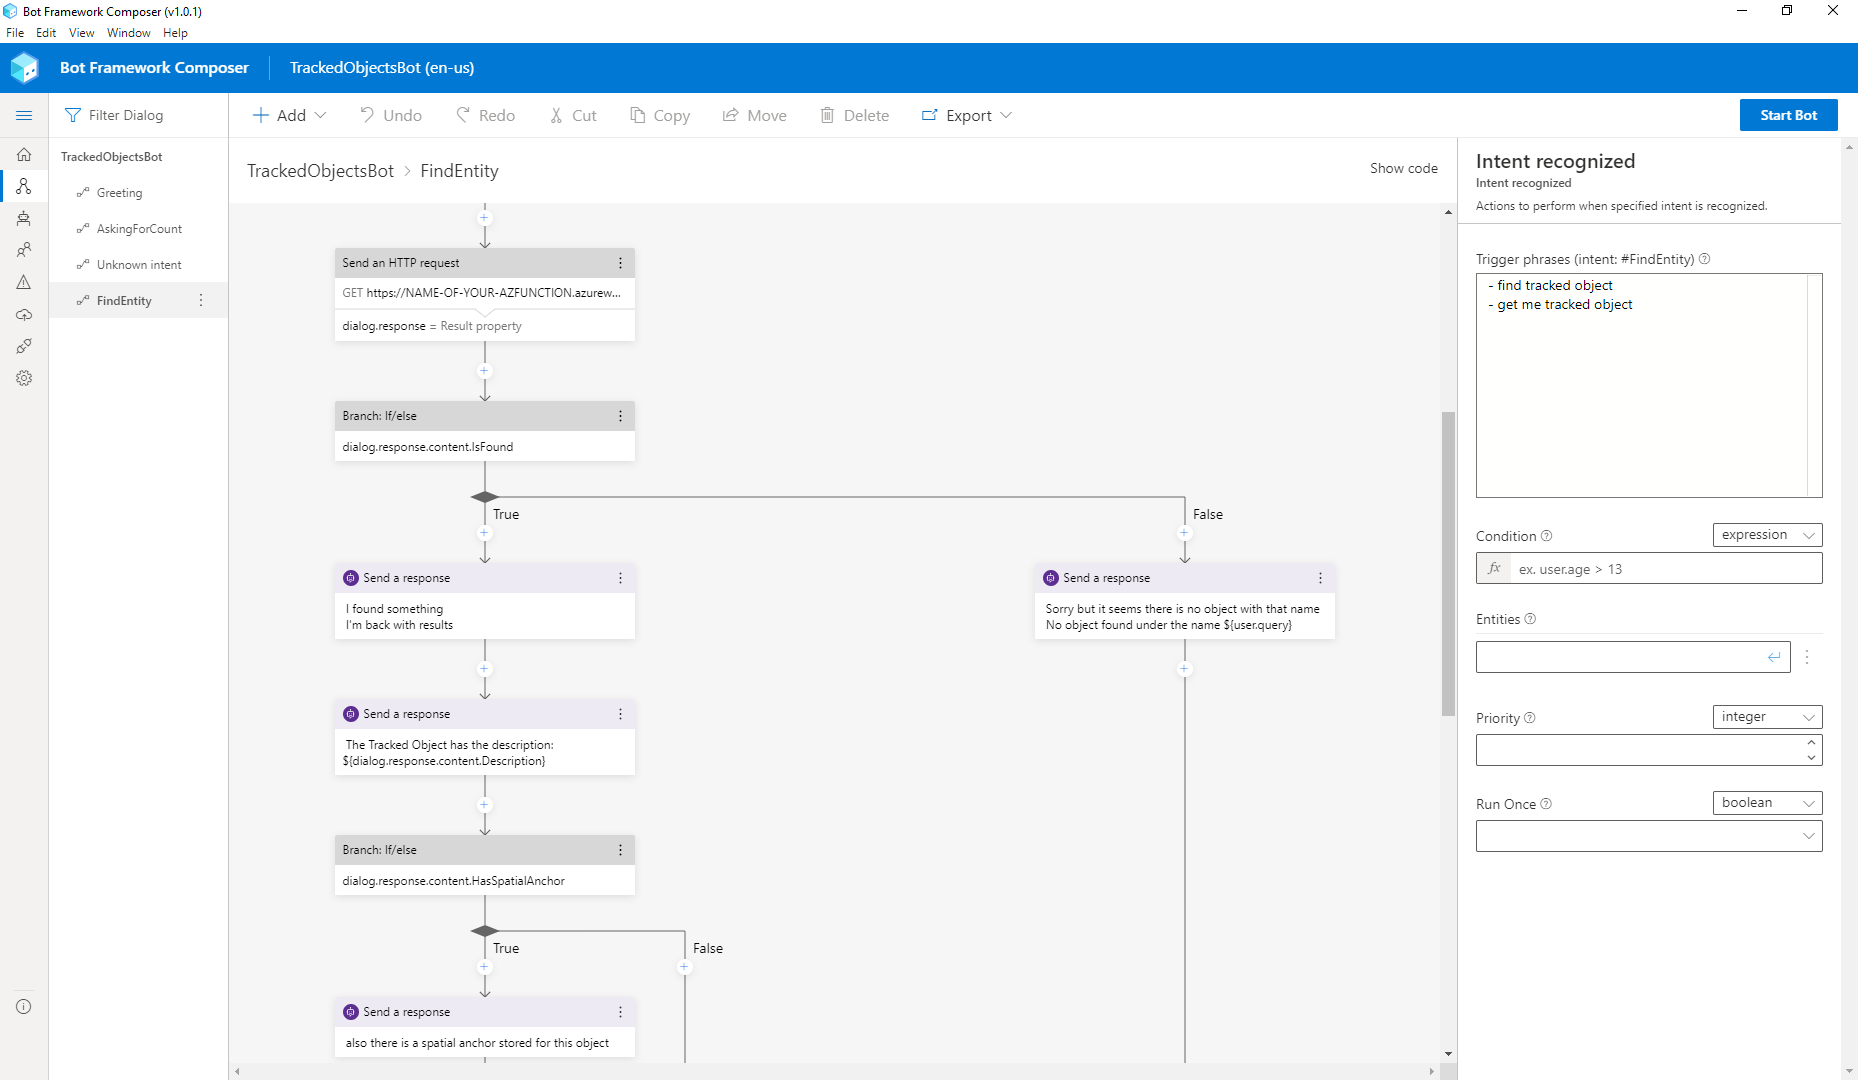 Bot Framework Composer (v1.0.1)
File Edit View Window Help
Bot Framework Composer TrackedObjectsBot (en-us)
Filter Dialog
Add Undo Redo Cut Copy Move Delete Export Start Bot
TrackedObjectsBot
Greeting
AskingForCount
Unknown intent
FindEntity
TrackedObjectsBot > FindEntity
Show code
Send an HTTP request
GET https://NAME-OF-YOUR-AZFUNCTION.azurew...
dialog.response = Result property
Branch: If/else
dialog.response.content.IsFound
True
False
Send a response
I found something
I'm back with results
Send a response
Sorry but it seems there is no object with that name
No object found under the name ${user.query}
Send a response
The Tracked Object has the description:
${dialog.response.content.Description}
Branch: If/else
dialog.response.content.HasSpatialAnchor
True
False
Send a response
also there is a spatial anchor stored for this object
Intent recognized
Intent recognized
Actions to perform when specified intent is recognized.
Trigger phrases (intent: #FindEntity)
- find tracked object
- get me tracked object
Condition
expression
fx ex. user.age > 13
Entities
Priority
integer
Run Once
boolean